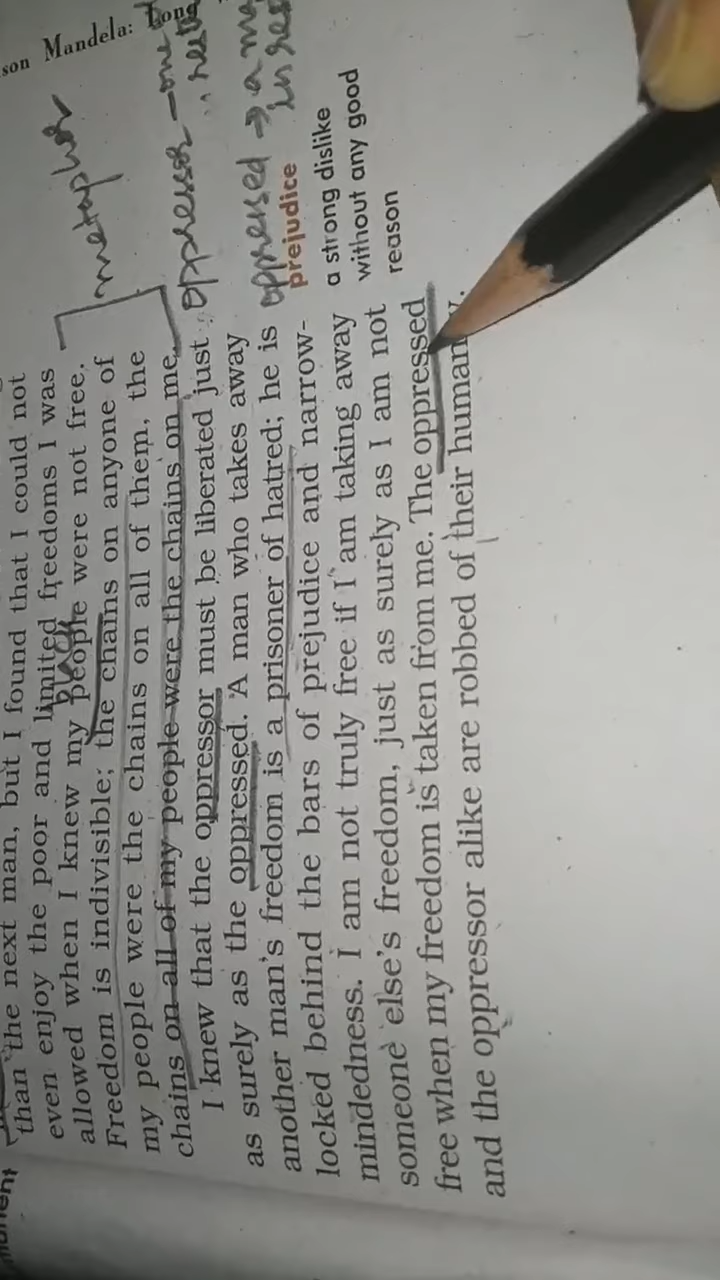 son Mandela: Long
than the next man, but I found that I could not
even enjoy the poor and limited freedoms I was
black
allowed when I knew my people were not free.
Freedom is indivisible; the chains on anyone of
my people were the chains on all of them, the
chains on all of my people were the chains on me.
I knew that the oppressor must be liberated just
as surely as the oppressed. A man who takes away
another man's freedom is a prisoner of hatred; he is
locked behind the bars of prejudice and narrow-
mindedness. I am not truly free if I am taking away
someone else's freedom, just as surely as I am not
free when my freedom is taken from me. The oppressed
and the oppressor alike are robbed of their
metaphor
oppressor – one
oppressed → a
in
prejudice
a strong dislike
without any good
reason